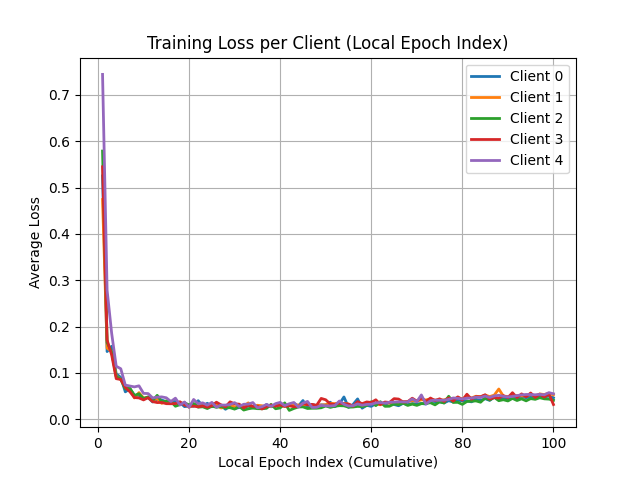 Training Loss per Client (Local Epoch Index)
Average Loss
0.7
0.6
0.5
0.4
0.3
0.2
0.1
0.0
Client 0
Client 1
Client 2
Client 3
Client 4
0 20 40 60 80 100
Local Epoch Index (Cumulative)